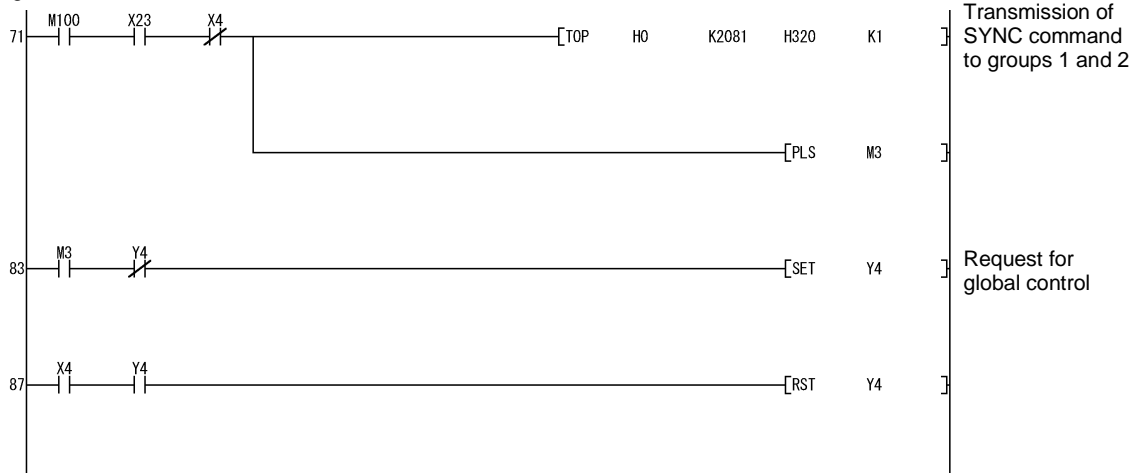 M100 X23 X4
71 [TOP H0 K2081 H320 K1 ]
Transmission of
SYNC command
to groups 1 and 2
[PLS M3 ]
M3 Y4
83 [SET Y4 ]
Request for
global control
X4 Y4
87 [RST Y4 ]